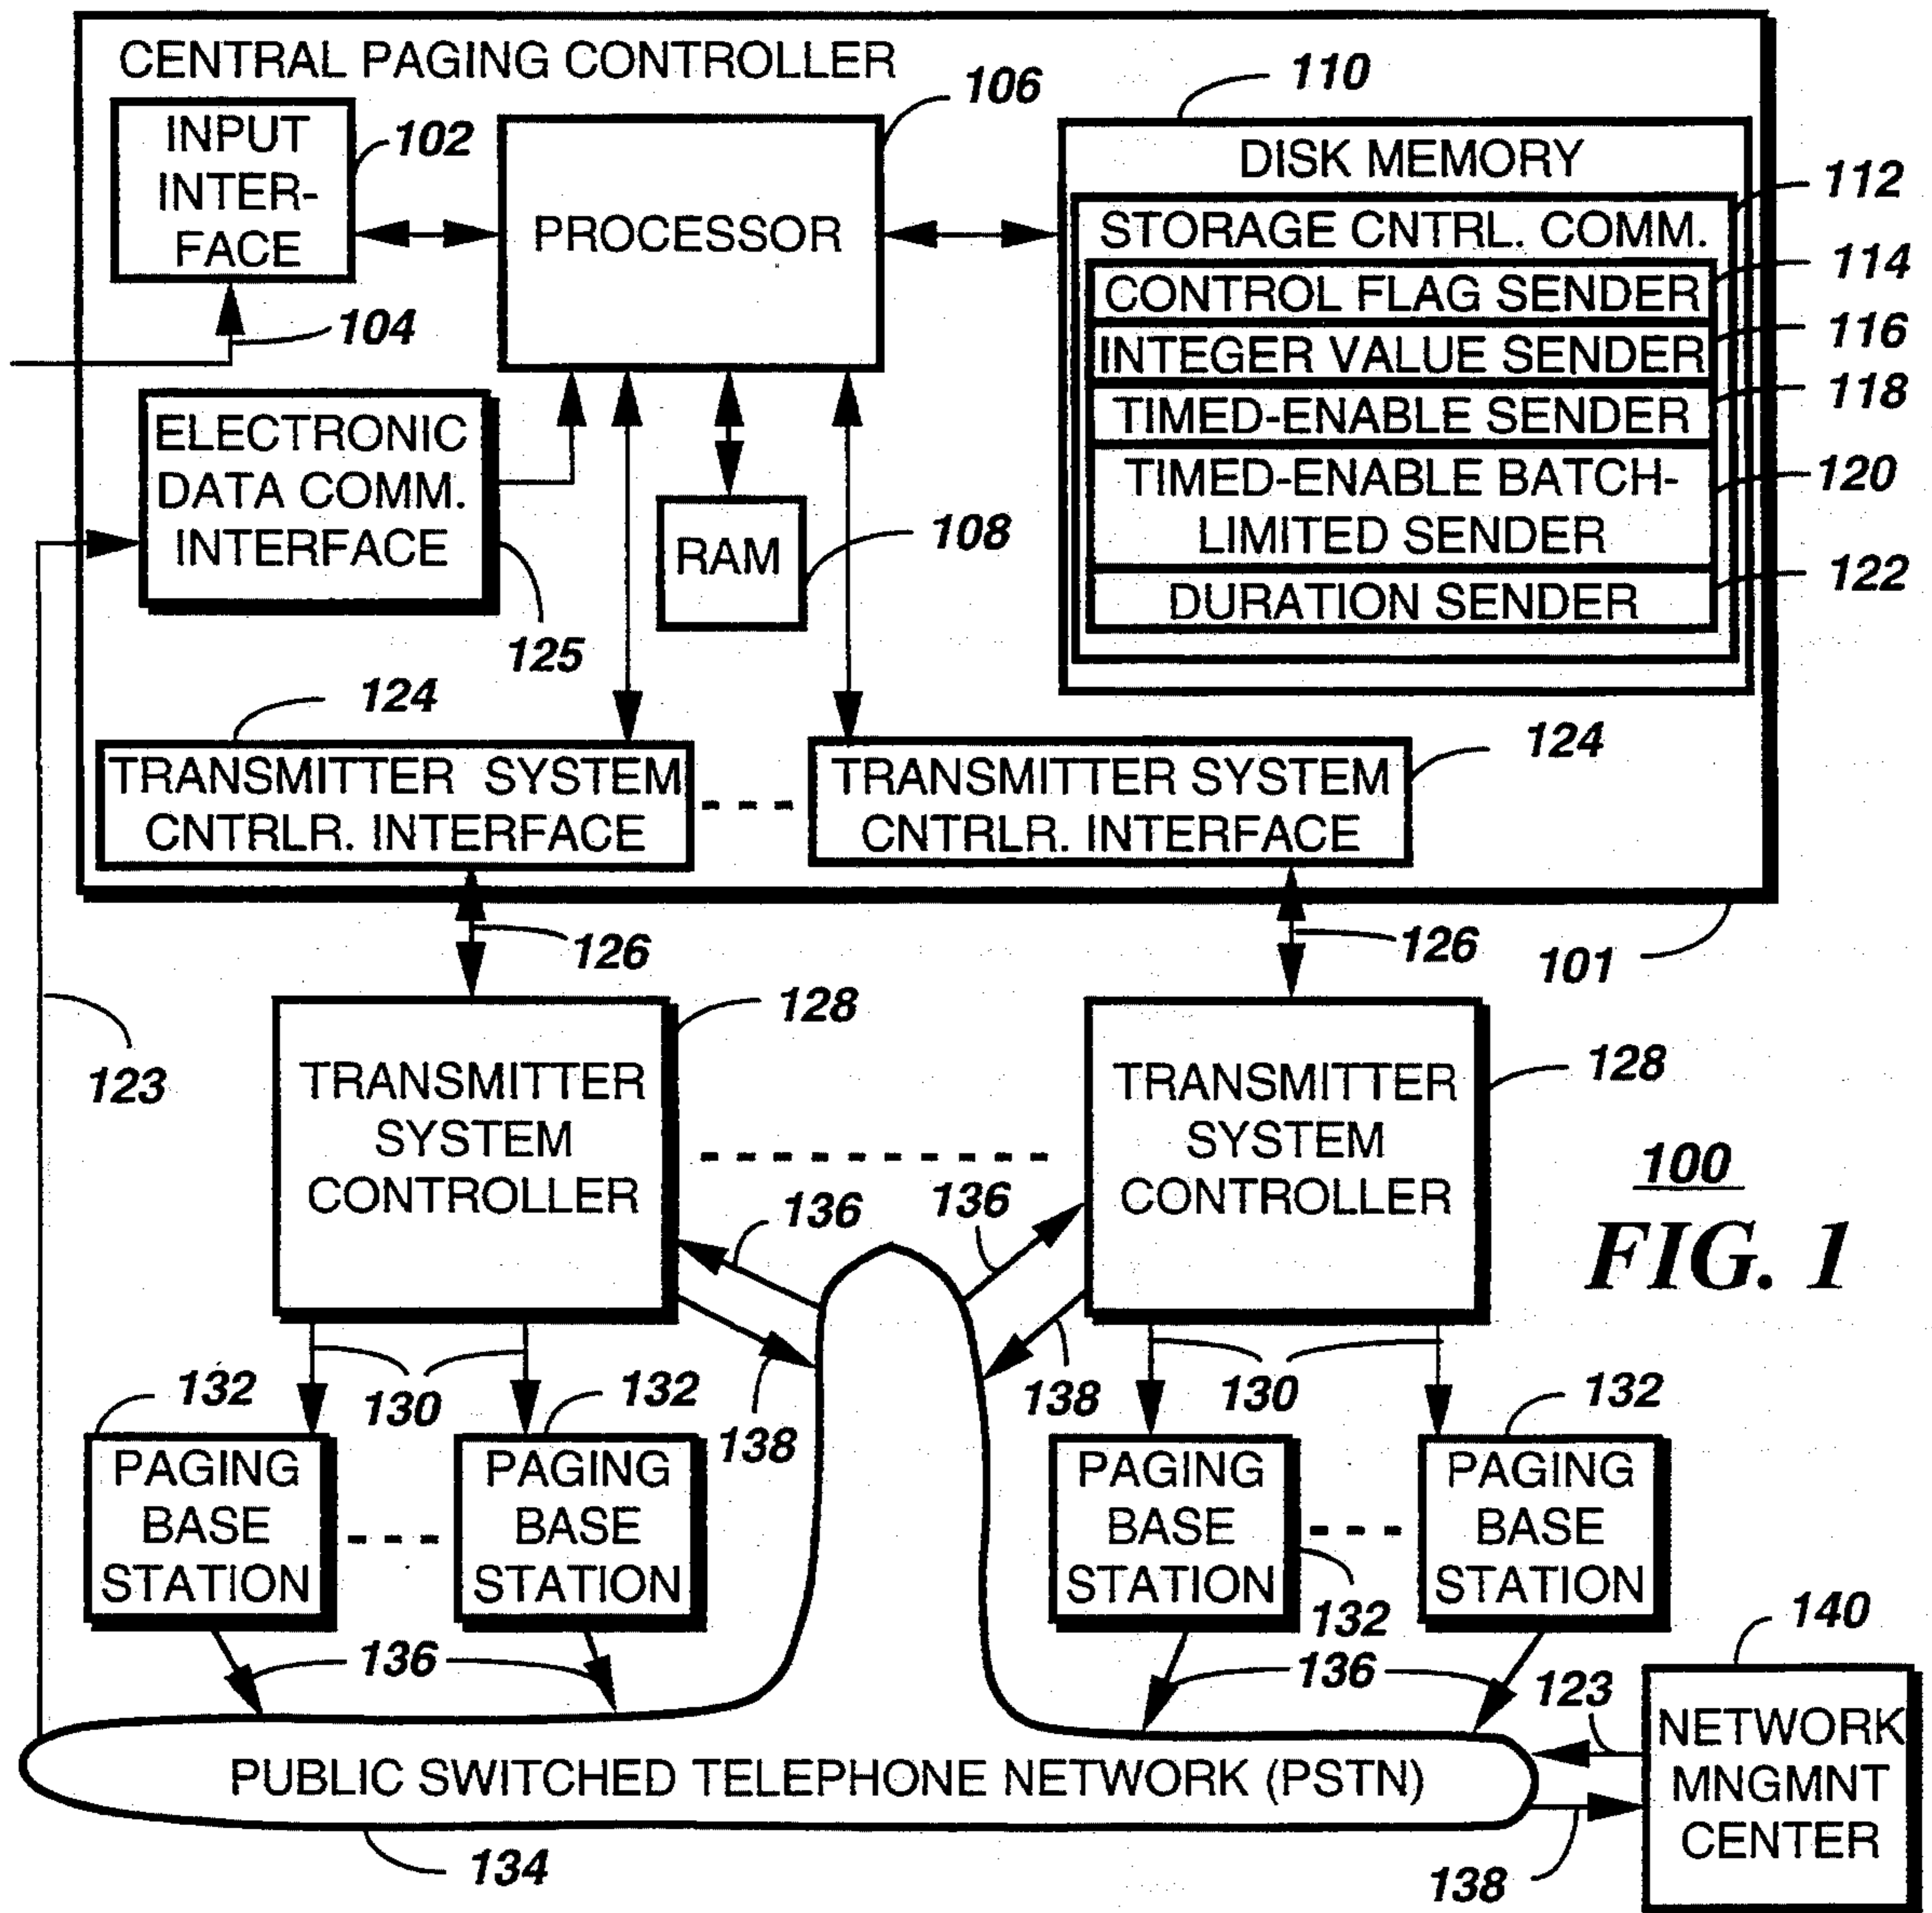 CENTRAL PAGING CONTROLLER
INPUT
INTER-
FACE
102
104
PROCESSOR
106
110
DISK MEMORY
112
STORAGE CNTRL. COMM.
114
CONTROL FLAG SENDER
116
INTEGER VALUE SENDER
118
TIMED-ENABLE SENDER
120
TIMED-ENABLE BATCH-
LIMITED SENDER
122
DURATION SENDER
ELECTRONIC
DATA COMM.
INTERFACE
125
RAM
108
124
TRANSMITTER SYSTEM
CNTRLR. INTERFACE
124
TRANSMITTER SYSTEM
CNTRLR. INTERFACE
126
126
101
123
128
TRANSMITTER
SYSTEM
CONTROLLER
128
TRANSMITTER
SYSTEM
CONTROLLER
100
FIG. 1
136
136
138
138
130
130
132
PAGING
BASE
STATION
132
PAGING
BASE
STATION
132
PAGING
BASE
STATION
132
PAGING
BASE
STATION
136
136
140
123
NETWORK
MNGMNT
CENTER
138
PUBLIC SWITCHED TELEPHONE NETWORK (PSTN)
134